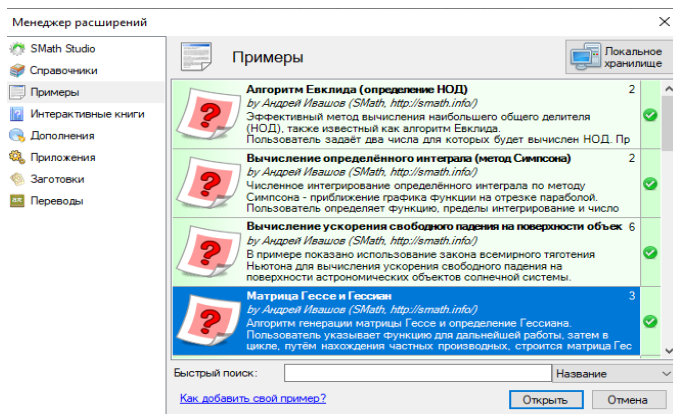 Менеджер расширений
SMath Studio
Справочники
Примеры
Интерактивные книги
Дополнения
Приложения
Заготовки
Переводы
Примеры
Локальное
хранилище
Алгоритм Евклида (определение НОД) 2
by Андрей Ивашов (SMath, http://smath.info/)
Эффективный метод вычисления наибольшего общего делителя
(НОД), также известный как алгоритм Евклида.
Пользователь задаёт два числа для которых будет вычислен НОД. Пр
Вычисление определённого интеграла (метод Симпсона) 2
by Андрей Ивашов (SMath, http://smath.info/)
Численное интегрирование определённого интеграла по методу
Симпсона - приближение графика функции на отрезке параболой.
Пользователь определяет функцию, пределы интегрирование и число
Вычисление ускорения свободного падения на поверхности объек 6
by Андрей Ивашов (SMath, http://smath.info/)
В примере показано использование закона всемирного тяготения
Ньютона для вычисления ускорения свободного падения на
поверхности астрономических объектов солнечной системы.
Матрица Гессе и Гессиан 3
by Андрей Ивашов (SMath, http://smath.info/)
Алгоритм генерации матрицы Гессе и определение Гессиана.
Пользователь указывает функцию для дальнейшей работы, затем в
цикле, путём нахождения частных производных, строится матрица Гес
Быстрый поиск:
Название
Как добавить свой пример?
Открыть
Отмена